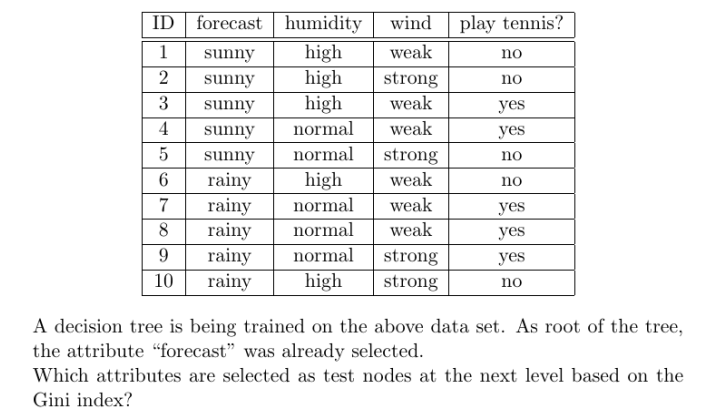 ID forecast humidity wind play tennis?
1 sunny high weak no
2 sunny high strong no
3 sunny high weak yes
4 sunny normal weak yes
5 sunny normal strong no
6 rainy high weak no
7 rainy normal weak yes
8 rainy normal weak yes
9 rainy normal strong yes
10 rainy high strong no
A decision tree is being trained on the above data set. As root of the tree,
the attribute “forecast” was already selected.
Which attributes are selected as test nodes at the next level based on the
Gini index?